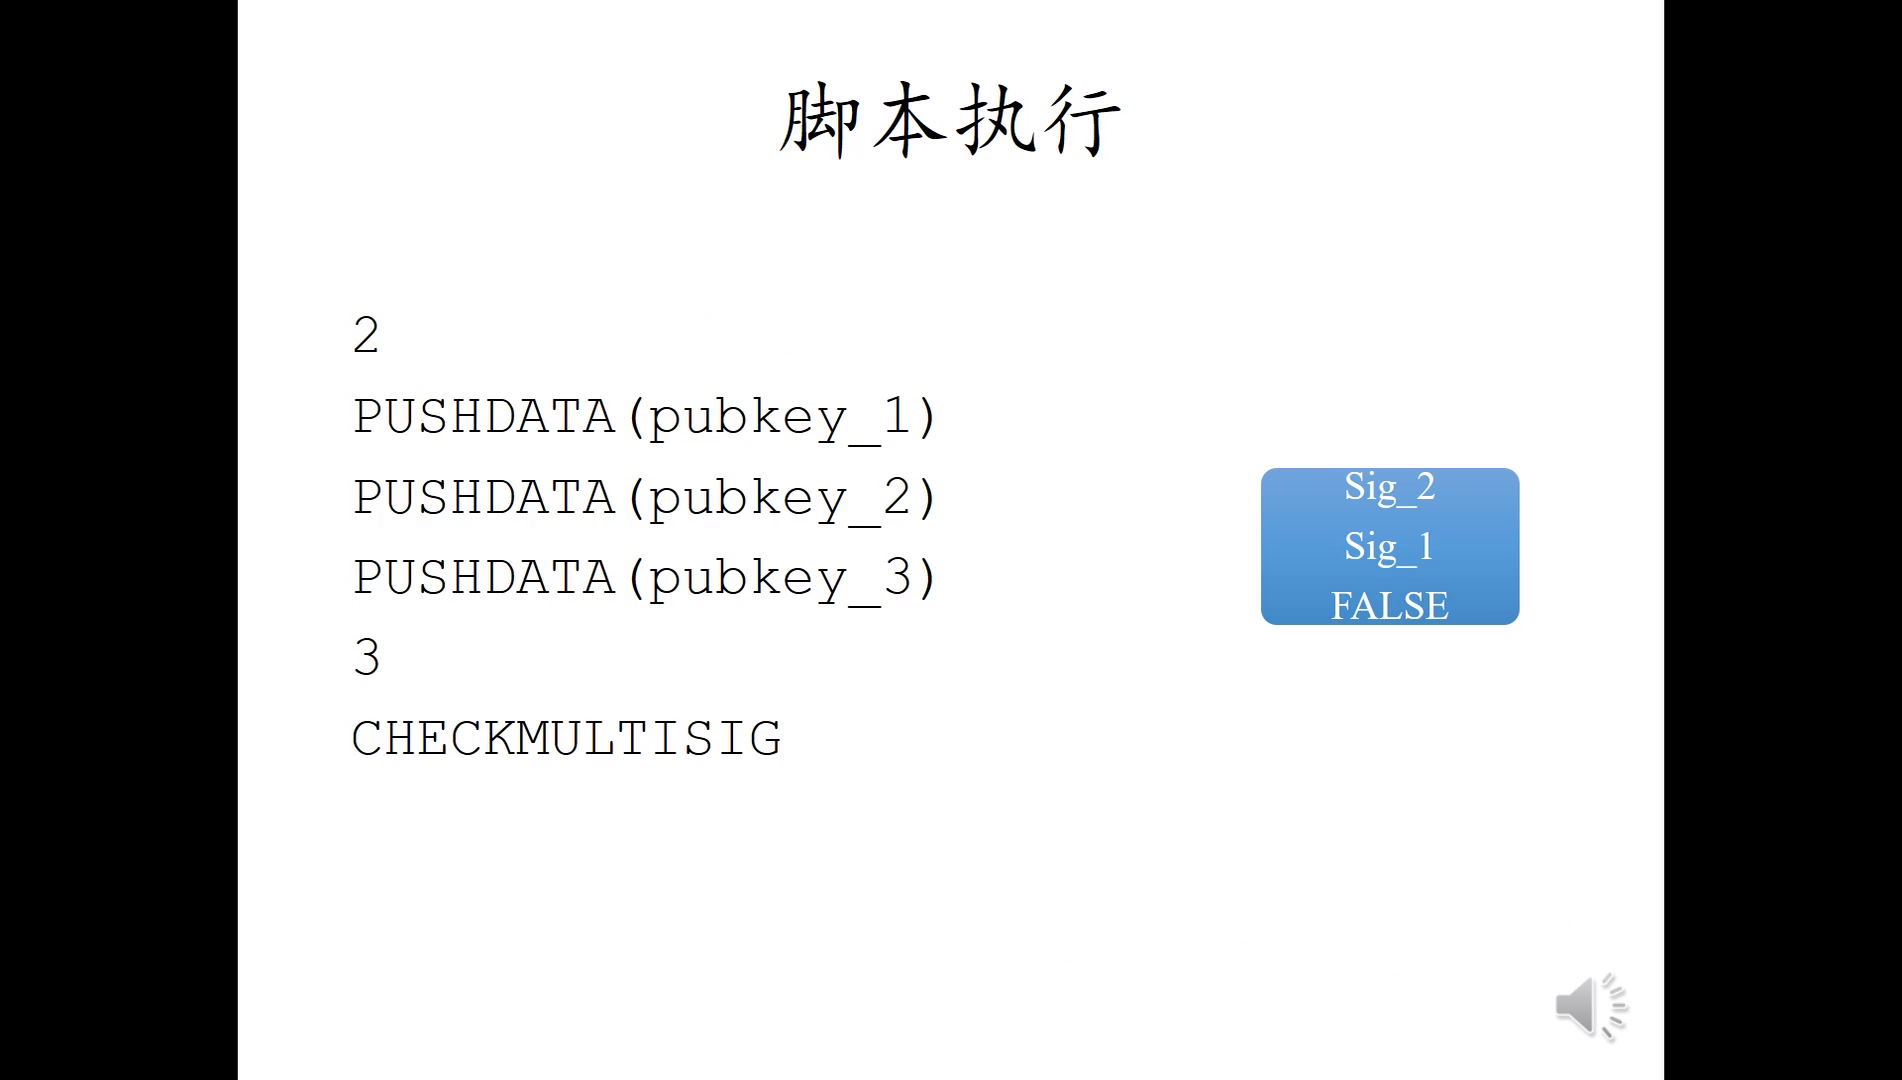 脚本执行
2
PUSHDATA(pubkey_1)
PUSHDATA(pubkey_2)
PUSHDATA(pubkey_3)
3
CHECKMULTISIG
Sig_2
Sig_1
FALSE